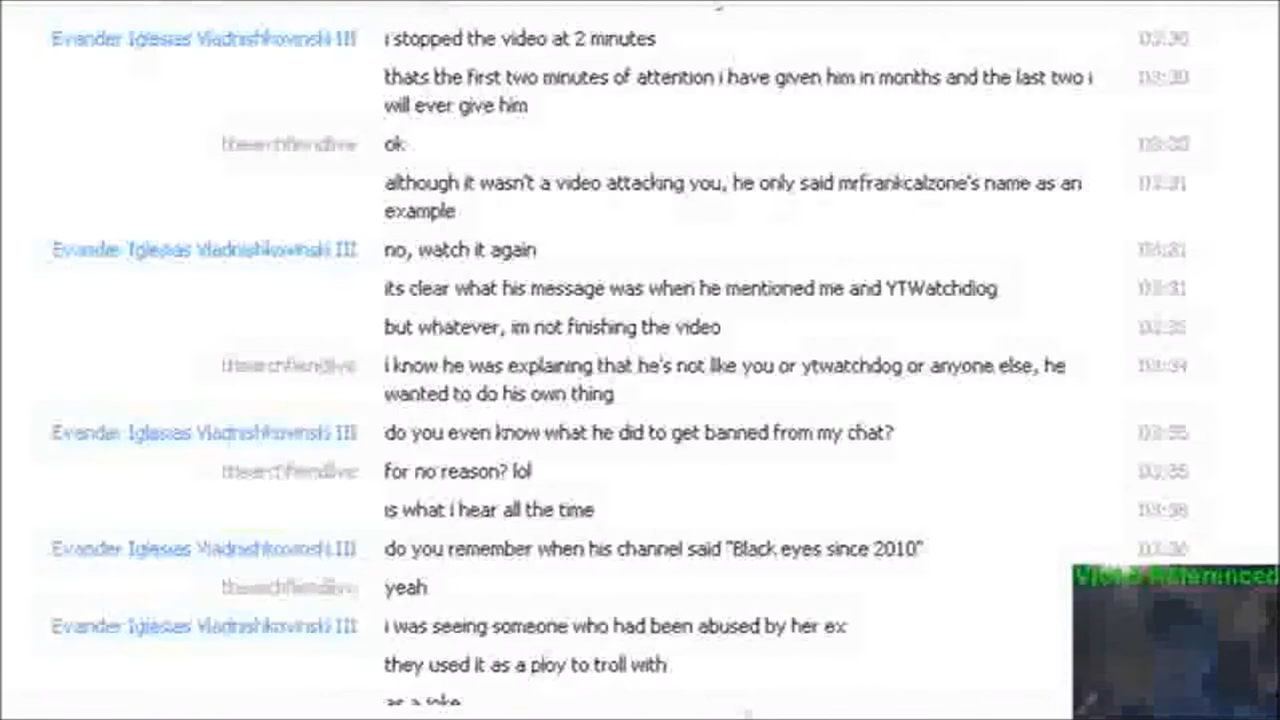 Evander Iglesias Vladnishkovinski III i stopped the video at 2 minutes
thats the first two minutes of attention i have given him in months and the last two i
will ever give him
ok
although it wasn't a video attacking you, he only said mrfrankcalzone's name as an
example
Evander Iglesias Vladnishkovinski III no, watch it again
its clear what his message was when he mentioned me and YTWatchdog
but whatever, im not finishing the video
i know he was explaining that he's not like you or ytwatchdog or anyone else, he
wanted to do his own thing
Evander Iglesias Vladnishkovinski III do you even know what he did to get banned from my chat?
for no reason? lol
is what i hear all the time
Evander Iglesias Vladnishkovinski III do you remember when his channel said "Black eyes since 2010"
yeah
Evander Iglesias Vladnishkovinski III i was seeing someone who had been abused by her ex
they used it as a ploy to troll with
as a joke
Video Referenced